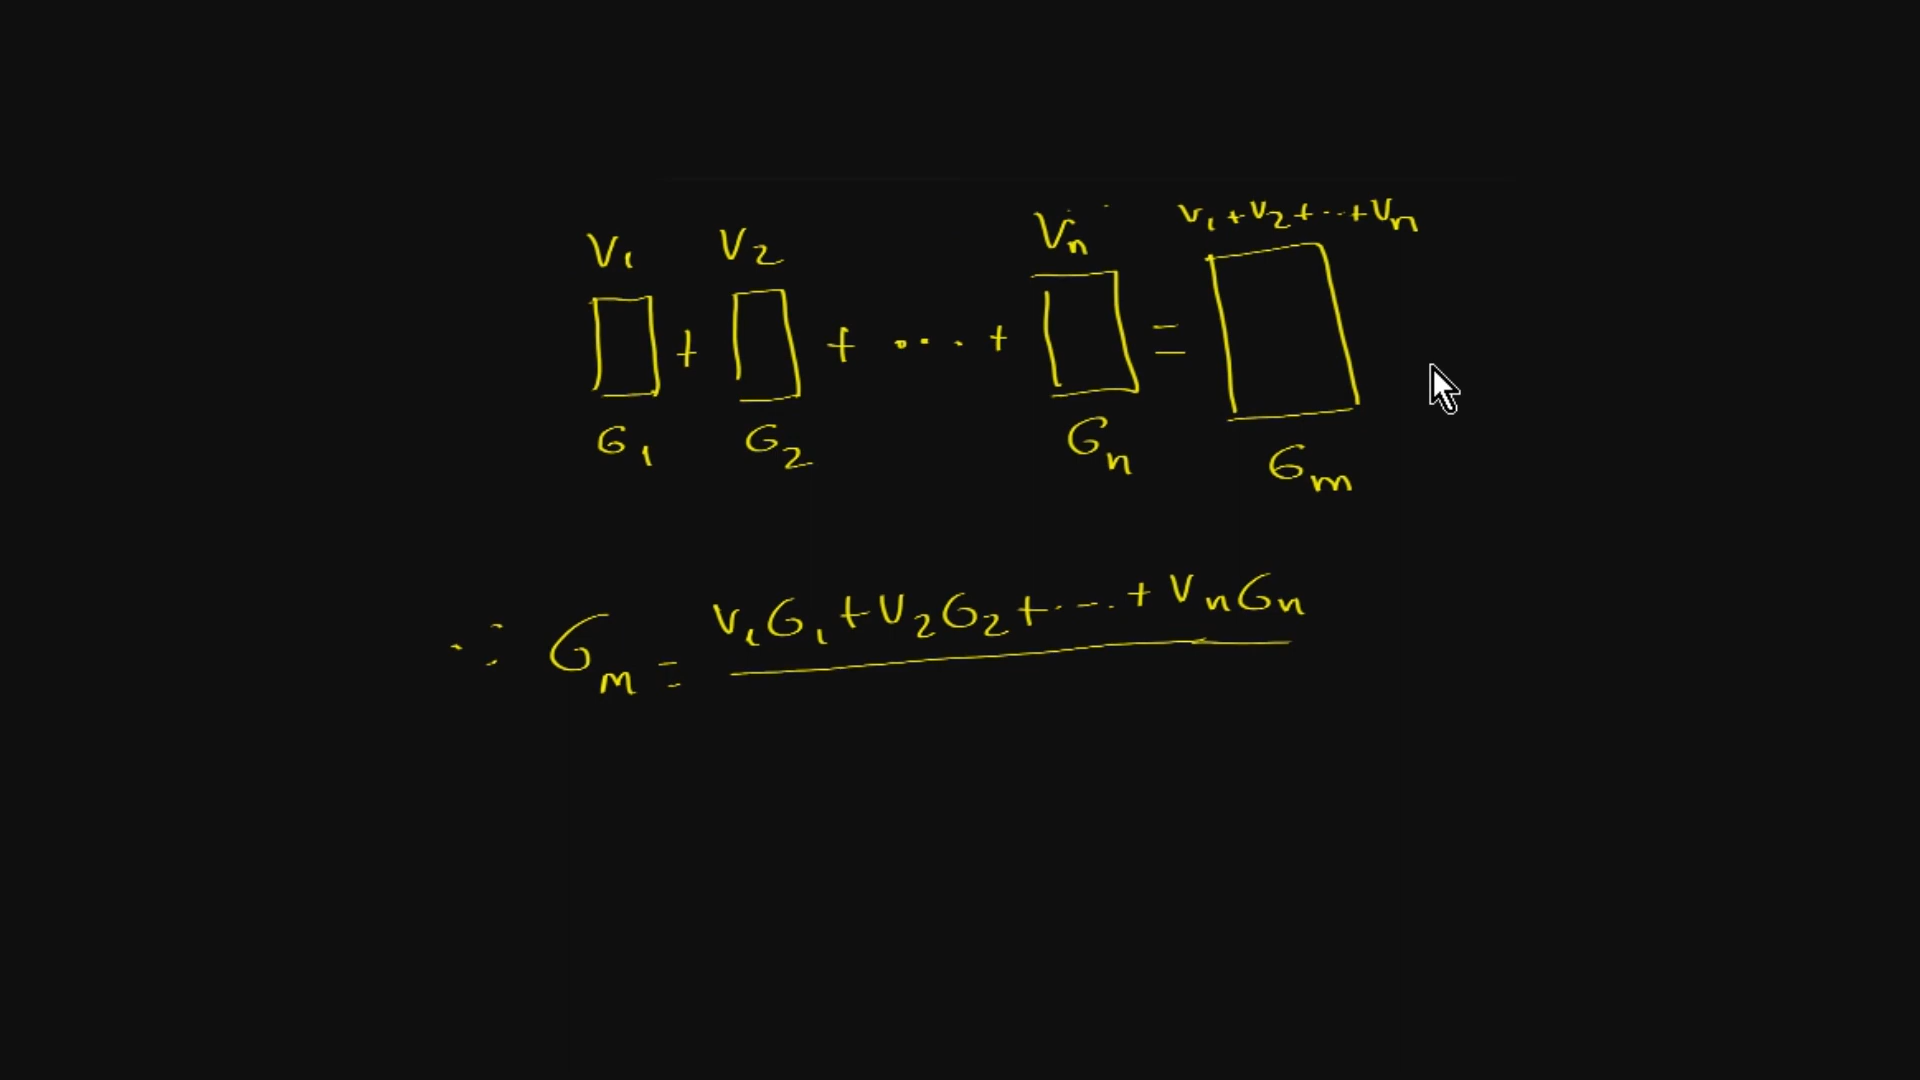 V₁ V₂ Vₙ V₁+V₂+...+Vₙ
+ + ... + =
G₁ G₂ Gₙ Gₘ
∴ Gₘ = V₁G₁+V₂G₂+....+VₙGₙ